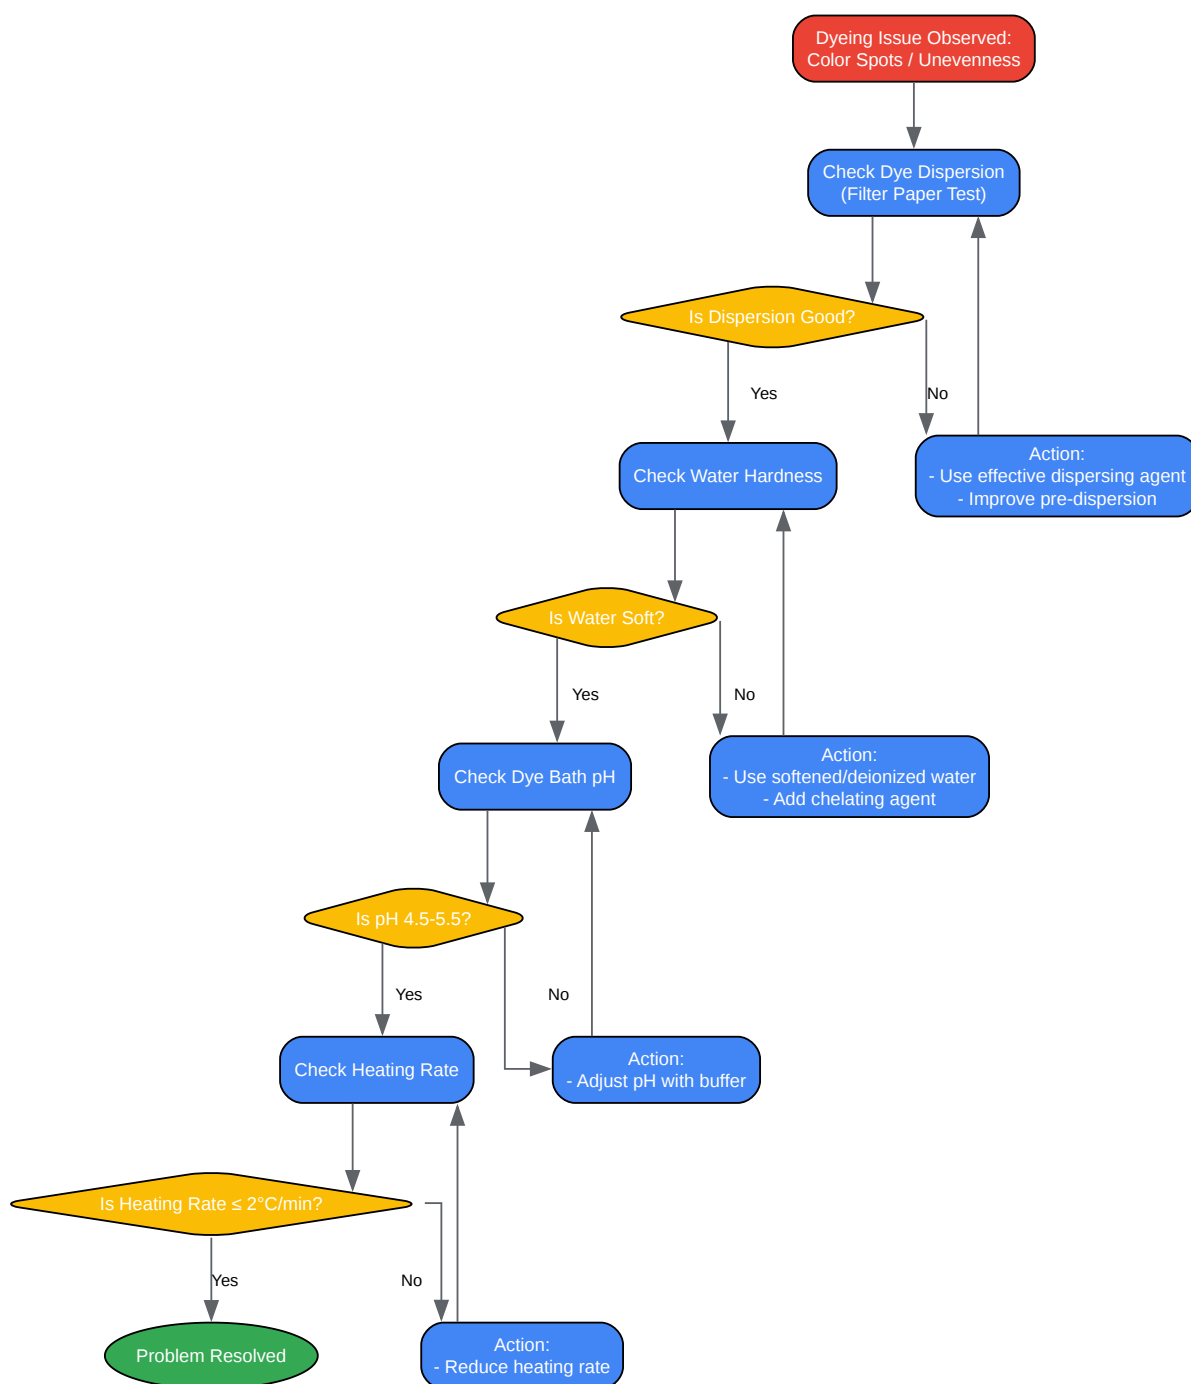 Dyeing Issue Observed:
Color Spots / Unevenness
Check Dye Dispersion
(Filter Paper Test)
Is Dispersion Good?
Yes
No
Check Water Hardness
Action:
- Use effective dispersing agent
- Improve pre-dispersion
Is Water Soft?
Yes
No
Check Dye Bath pH
Action:
- Use softened/deionized water
- Add chelating agent
Is pH 4.5-5.5?
Yes
No
Check Heating Rate
Action:
- Adjust pH with buffer
Is Heating Rate ≤ 2°C/min?
Yes
No
Problem Resolved
Action:
- Reduce heating rate